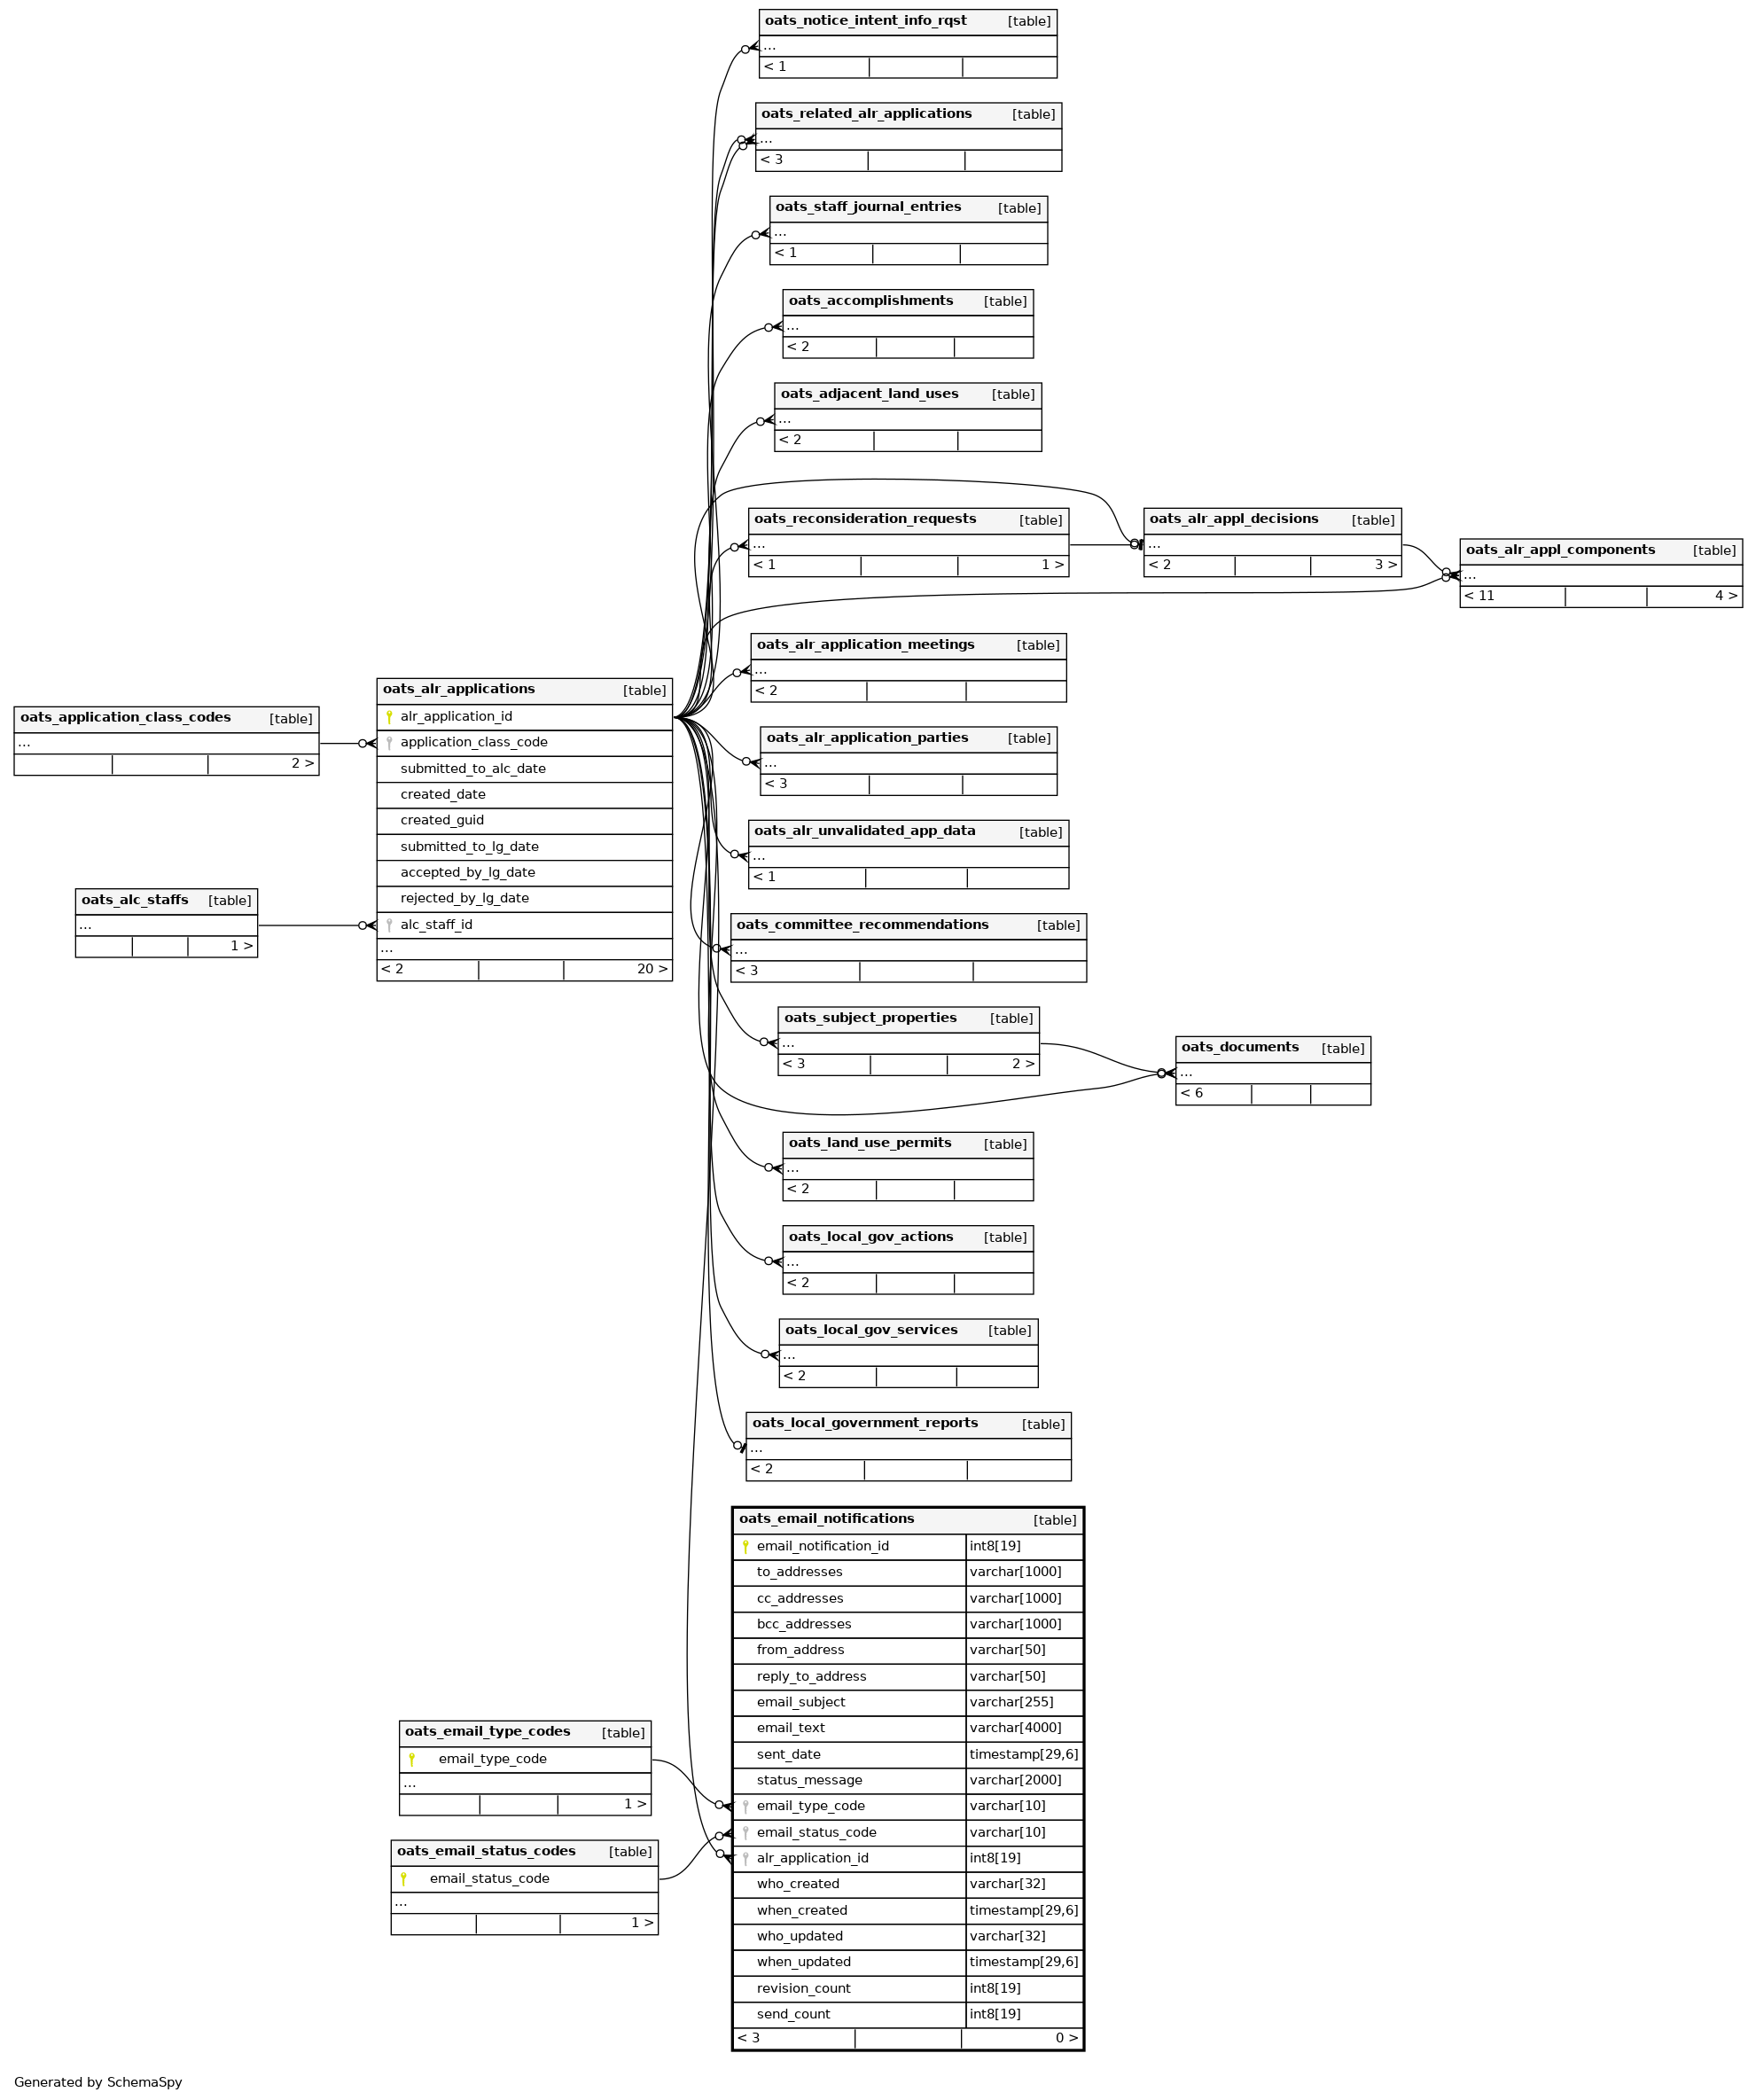 oats_notice_intent_info_rqst [table]
...
< 1
oats_related_alr_applications [table]
...
< 3
oats_staff_journal_entries [table]
...
< 1
oats_accomplishments [table]
...
< 2
oats_adjacent_land_uses [table]
...
< 2
oats_reconsideration_requests [table]
...
< 1 1 >
oats_alr_appl_decisions [table]
...
< 2 3 >
oats_alr_appl_components [table]
...
< 11 4 >
oats_alr_application_meetings [table]
...
< 2
oats_application_class_codes [table]
...
2 >
oats_alc_staffs [table]
...
1 >
oats_alr_applications [table]
alr_application_id
application_class_code
submitted_to_alc_date
created_date
created_guid
submitted_to_lg_date
accepted_by_lg_date
rejected_by_lg_date
alc_staff_id
...
< 2 20 >
oats_alr_application_parties [table]
...
< 3
oats_alr_unvalidated_app_data [table]
...
< 1
oats_committee_recommendations [table]
...
< 3
oats_subject_properties [table]
...
< 3 2 >
oats_documents [table]
...
< 6
oats_land_use_permits [table]
...
< 2
oats_local_gov_actions [table]
...
< 2
oats_local_gov_services [table]
...
< 2
oats_local_government_reports [table]
...
< 2
oats_email_type_codes [table]
email_type_code
...
1 >
oats_email_status_codes [table]
email_status_code
...
1 >
oats_email_notifications [table]
email_notification_id int8[19]
to_addresses varchar[1000]
cc_addresses varchar[1000]
bcc_addresses varchar[1000]
from_address varchar[50]
reply_to_address varchar[50]
email_subject varchar[255]
email_text varchar[4000]
sent_date timestamp[29,6]
status_message varchar[2000]
email_type_code varchar[10]
email_status_code varchar[10]
alr_application_id int8[19]
who_created varchar[32]
when_created timestamp[29,6]
who_updated varchar[32]
when_updated timestamp[29,6]
revision_count int8[19]
send_count int8[19]
< 3 0 >
Generated by SchemaSpy